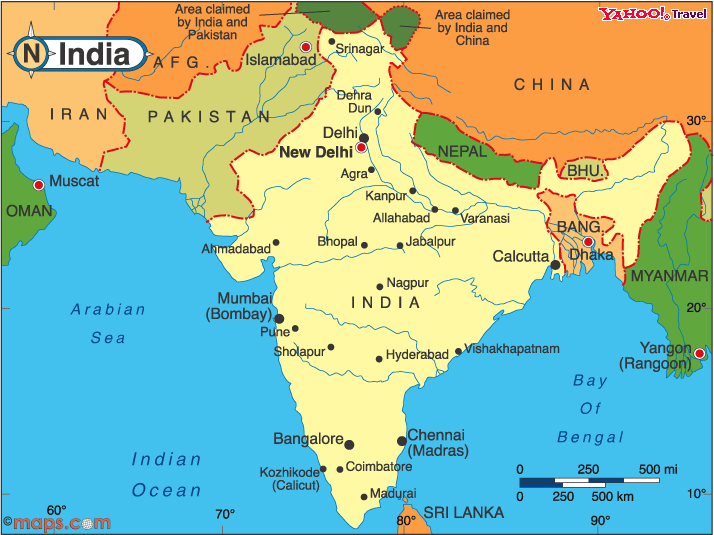 Area claimed
by India and
Pakistan
Area claimed
by India and
China
YAHOO! Travel
N India
AFG.
Islamabad
Srinagar
CHINA
IRAN
PAKISTAN
Dehra
Dun
30°
Delhi
New Delhi
NEPAL
BHU.
Muscat
OMAN
Agra
Kanpur
Allahabad
Varanasi
BANG.
Dhaka
Ahmadabad
Bhopal
Jabalpur
Calcutta
MYANMAR
Nagpur
INDIA
Mumbai
(Bombay)
Arabian
Sea
20°
Pune
Sholapur
Hyderabad
Vishakhapatnam
Yangon
(Rangoon)
Bay
Of
Bengal
Bangalore
Chennai
(Madras)
Indian
Ocean
Kozhikode
(Calicut)
Coimbatore
Madurai
0 250 500 mi
0 250 500 km
10°
SRI LANKA
60°
70°
80°
90°
©maps.com